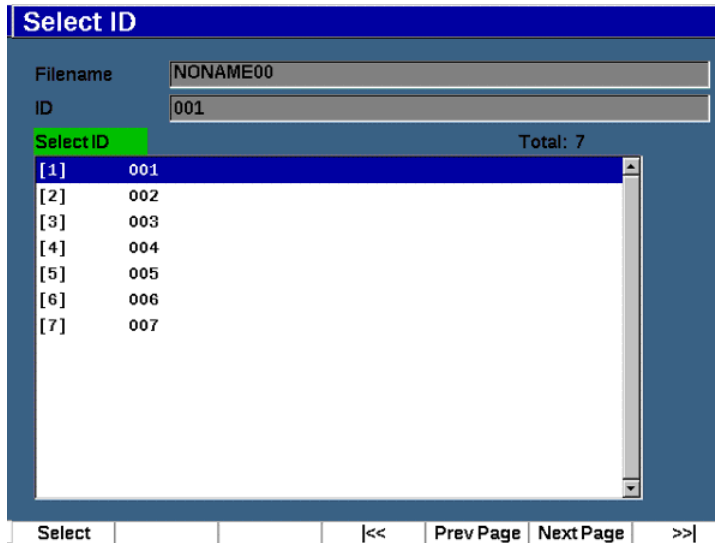 Select ID
Filename NONAME00
ID 001
Select ID Total: 7
[1] 001
[2] 002
[3] 003
[4] 004
[5] 005
[6] 006
[7] 007
Select |<< Prev Page Next Page >>|